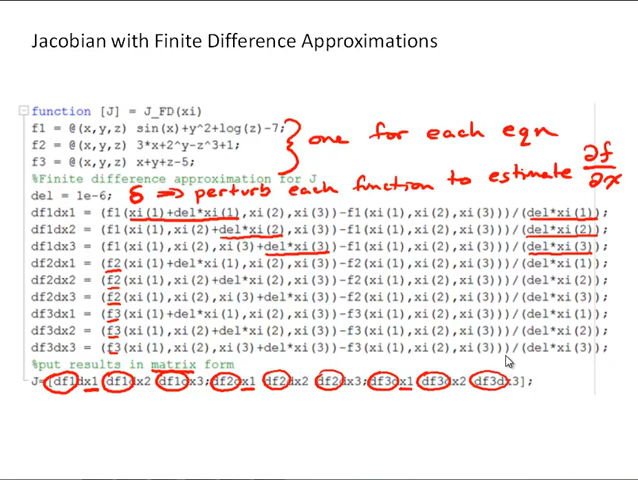 Jacobian with Finite Difference Approximations
function [J] = J_FD(xi)
f1 = @(x,y,z) sin(x)+y^2+log(z)-7;
f2 = @(x,y,z) 3*x+2^y-z^3+1;
f3 = @(x,y,z) x+y+z-5;
one for each eqn
%Finite difference approximation for J
δ ⇒ perturb each function to estimate ∂f/∂x
del = 1e-6;
df1dx1 = (f1(xi(1)+del*xi(1),xi(2),xi(3))-f1(xi(1),xi(2),xi(3)))/(del*xi(1));
df1dx2 = (f1(xi(1),xi(2)+del*xi(2),xi(3))-f1(xi(1),xi(2),xi(3)))/(del*xi(2));
df1dx3 = (f1(xi(1),xi(2),xi(3)+del*xi(3))-f1(xi(1),xi(2),xi(3)))/(del*xi(3));
df2dx1 = (f2(xi(1)+del*xi(1),xi(2),xi(3))-f2(xi(1),xi(2),xi(3)))/(del*xi(1));
df2dx2 = (f2(xi(1),xi(2)+del*xi(2),xi(3))-f2(xi(1),xi(2),xi(3)))/(del*xi(2));
df2dx3 = (f2(xi(1),xi(2),xi(3)+del*xi(3))-f2(xi(1),xi(2),xi(3)))/(del*xi(3));
df3dx1 = (f3(xi(1)+del*xi(1),xi(2),xi(3))-f3(xi(1),xi(2),xi(3)))/(del*xi(1));
df3dx2 = (f3(xi(1),xi(2)+del*xi(2),xi(3))-f3(xi(1),xi(2),xi(3)))/(del*xi(2));
df3dx3 = (f3(xi(1),xi(2),xi(3)+del*xi(3))-f3(xi(1),xi(2),xi(3)))/(del*xi(3));
%put results in matrix form
J=[df1dx1 df1dx2 df1dx3;df2dx1 df2dx2 df2dx3;df3dx1 df3dx2 df3dx3];